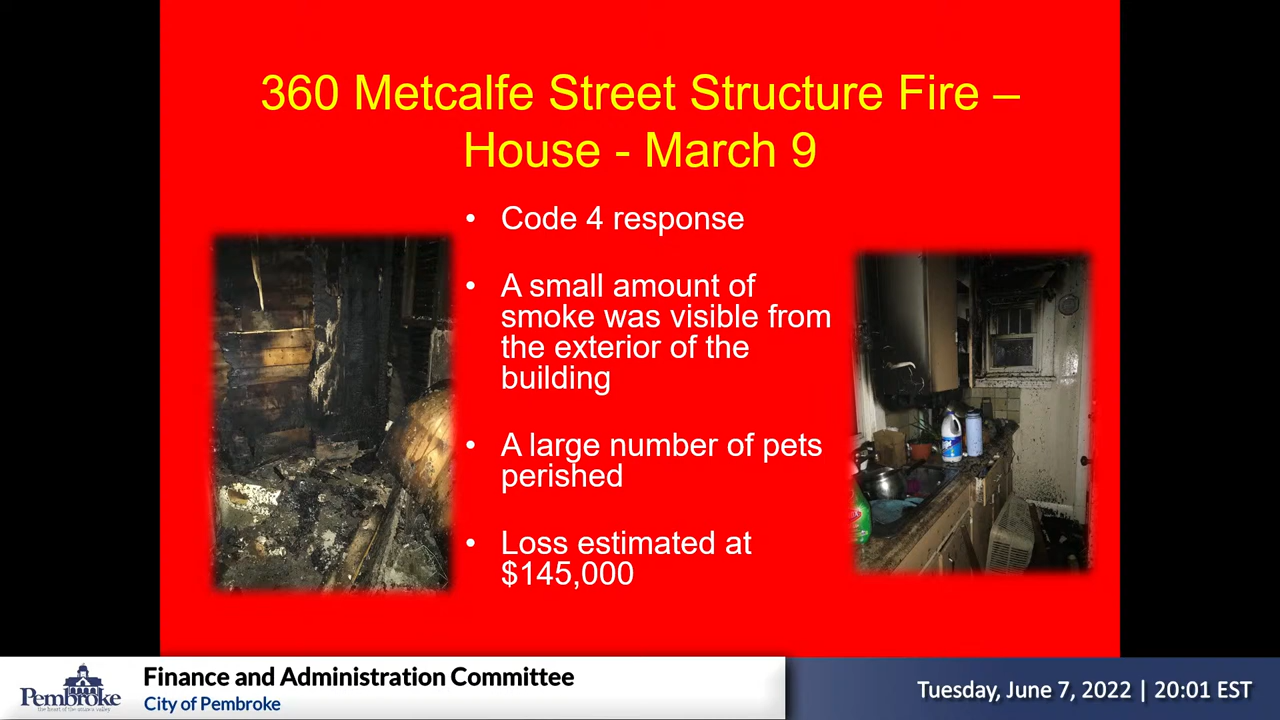 360 Metcalfe Street Structure Fire –
House - March 9
• Code 4 response
• A small amount of
smoke was visible from
the exterior of the
building
• A large number of pets
perished
• Loss estimated at
$145,000
Pembroke
the heart of the ottawa valley
Finance and Administration Committee
City of Pembroke
Tuesday, June 7, 2022 | 20:01 EST